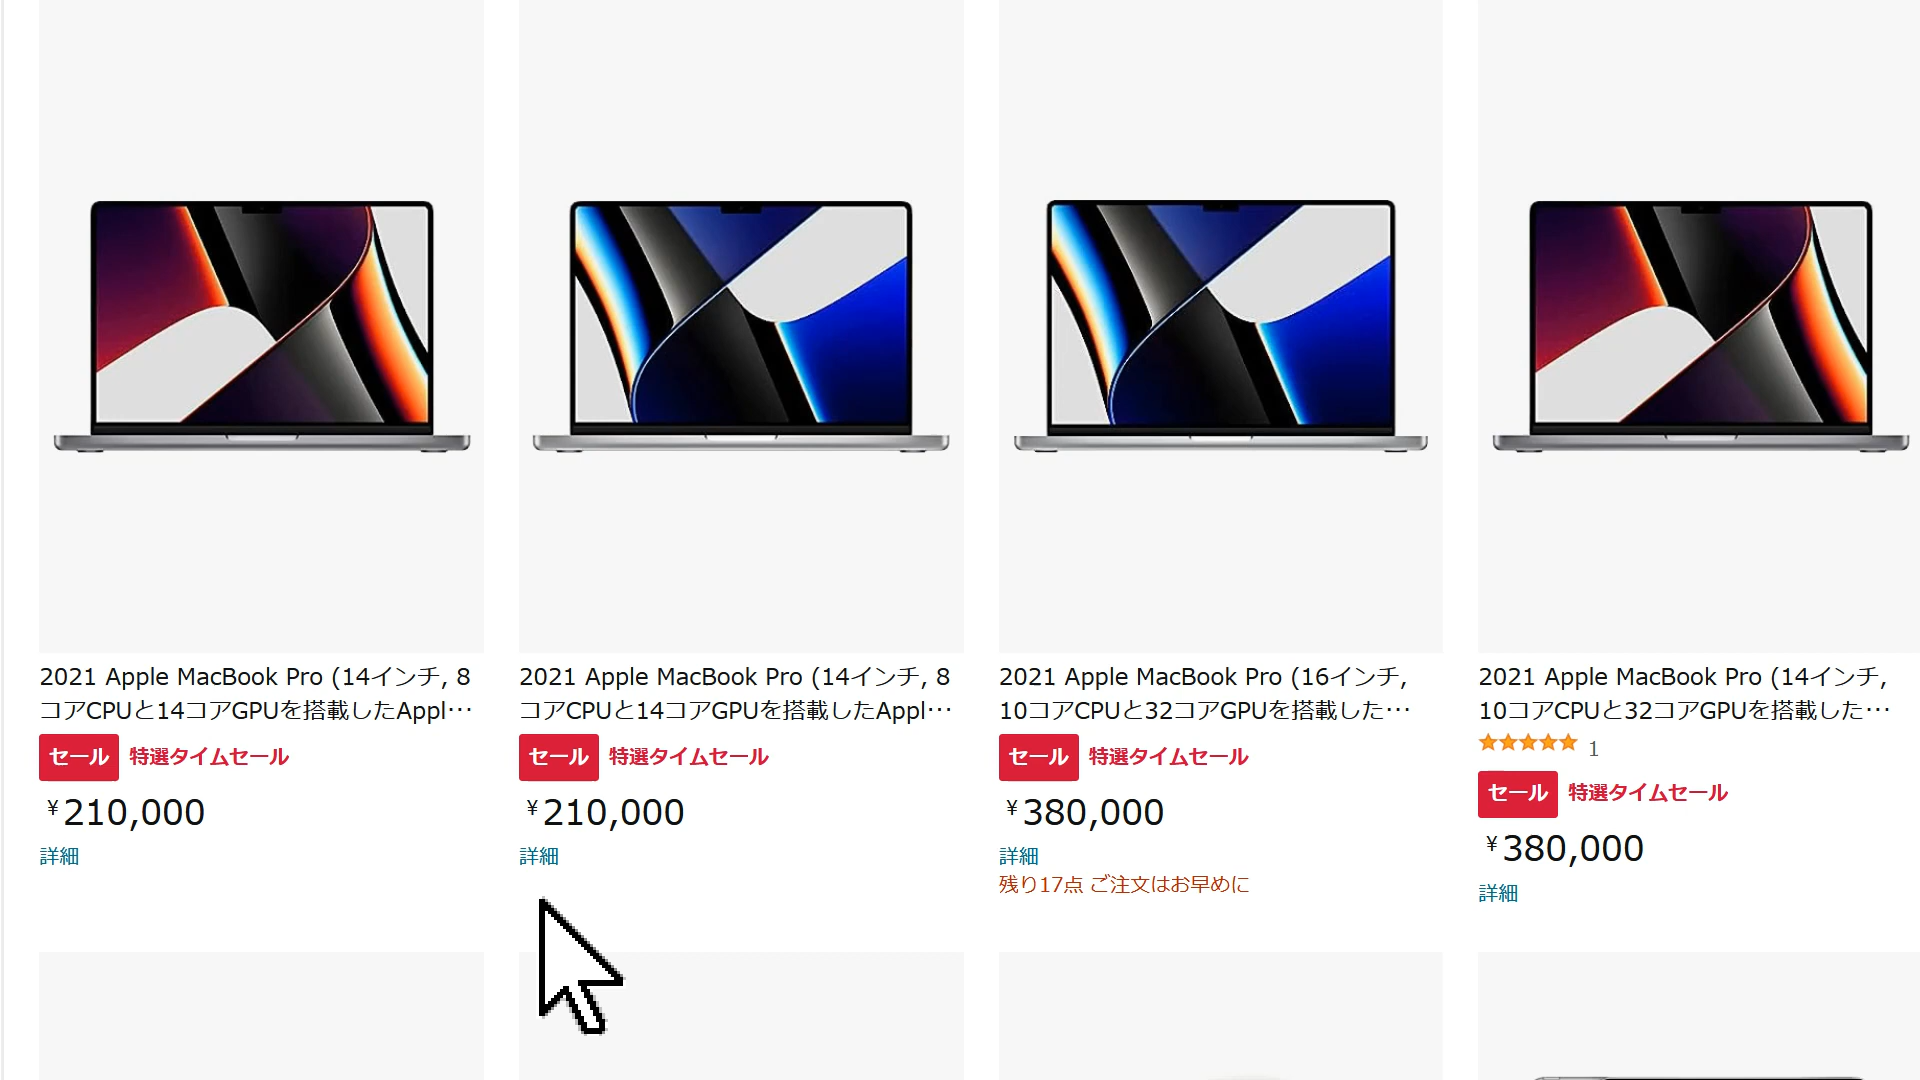 2021 Apple MacBook Pro (14インチ, 8
コアCPUと14コアGPUを搭載したAppl…
セール 特選タイムセール
¥210,000
詳細
2021 Apple MacBook Pro (14インチ, 8
コアCPUと14コアGPUを搭載したAppl…
セール 特選タイムセール
¥210,000
詳細
2021 Apple MacBook Pro (16インチ,
10コアCPUと32コアGPUを搭載した…
セール 特選タイムセール
¥380,000
詳細
残り17点 ご注文はお早めに
2021 Apple MacBook Pro (14インチ,
10コアCPUと32コアGPUを搭載した…
1
セール 特選タイムセール
¥380,000
詳細